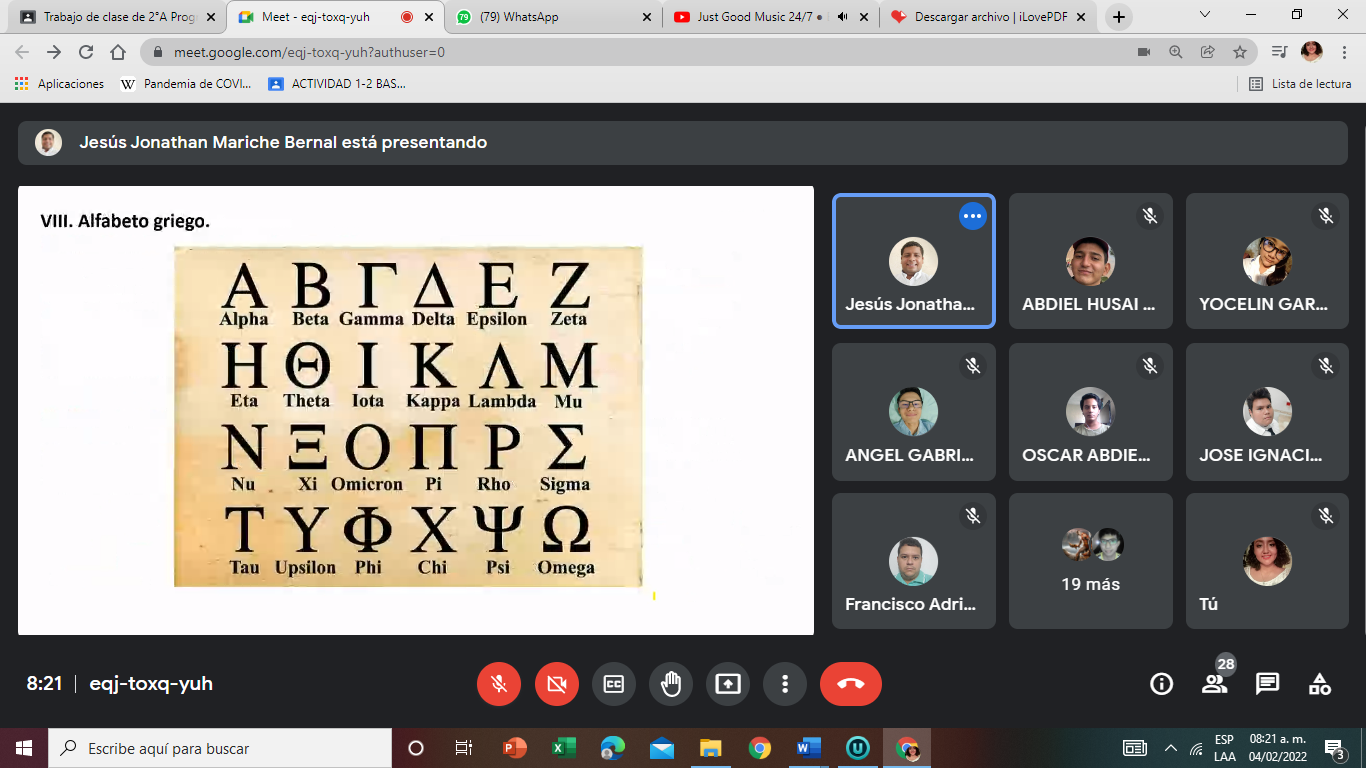 Trabajo de clase de 2°A Prog
Meet - eqj-toxq-yuh
(79) WhatsApp
Just Good Music 24/7 ●
Descargar archivo | iLovePDF
meet.google.com/eqj-toxq-yuh?authuser=0
Aplicaciones
Pandemia de COVI...
ACTIVIDAD 1-2 BAS...
Lista de lectura
Jesús Jonathan Mariche Bernal está presentando
VIII. Alfabeto griego.
Α Β Γ Δ Ε Ζ
Alpha Beta Gamma Delta Epsilon Zeta
Η Θ Ι Κ Λ Μ
Eta Theta Iota Kappa Lambda Mu
Ν Ξ Ο Π Ρ Σ
Nu Xi Omicron Pi Rho Sigma
Τ Υ Φ Χ Ψ Ω
Tau Upsilon Phi Chi Psi Omega
Jesús Jonatha...
ABDIEL HUSAI ...
YOCELIN GAR...
ANGEL GABRI...
OSCAR ABDIE...
JOSE IGNACI...
Francisco Adri...
19 más
Tú
8:21 | eqj-toxq-yuh
28
Escribe aquí para buscar
ESP
LAA
08:21 a. m.
04/02/2022
3